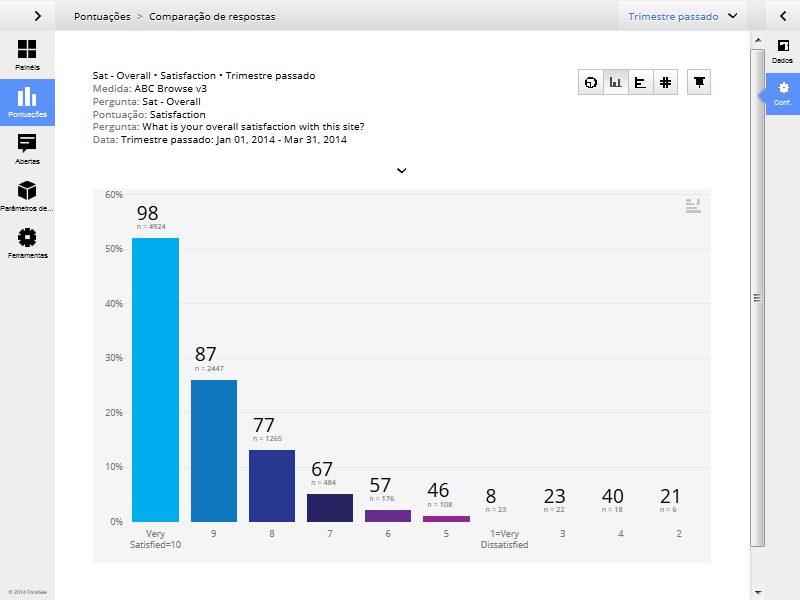 Pontuações > Comparação de respostas
Trimestre passado
Painéis
Pontuações
Abertas
Parâmetros de...
Ferramentas
Dados
Conf.
Sat - Overall • Satisfaction • Trimestre passado
Medida: ABC Browse v3
Pergunta: Sat - Overall
Pontuação: Satisfaction
Pergunta: What is your overall satisfaction with this site?
Data: Trimestre passado: Jan 01, 2014 - Mar 31, 2014
60%
50%
40%
30%
20%
10%
0%
98
n = 4924
87
n = 2447
77
n = 1265
67
n = 484
57
n = 176
46
n = 108
8
n = 23
23
n = 22
40
n = 18
21
n = 6
Very
Satisfied=10
9
8
7
6
5
1=Very
Dissatisfied
3
4
2
© 2014 ForeSee